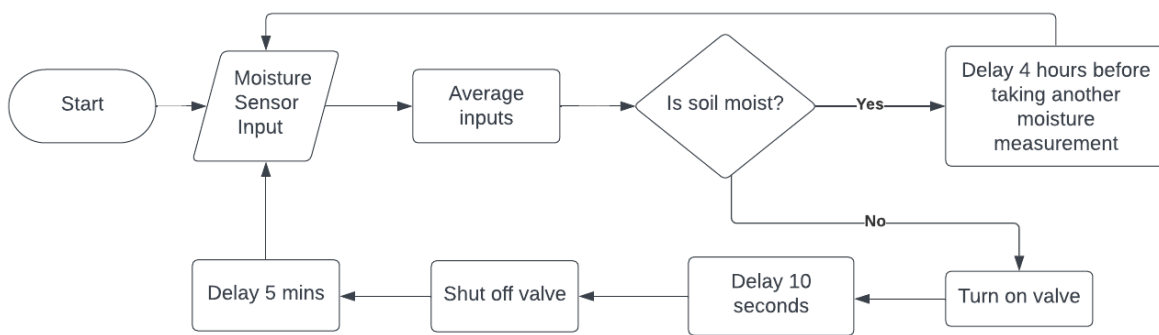 Start
Moisture
Sensor
Input
Average
inputs
Is soil moist?
Yes
Delay 4 hours before
taking another
moisture
measurement
No
Delay 5 mins
Shut off valve
Delay 10
seconds
Turn on valve